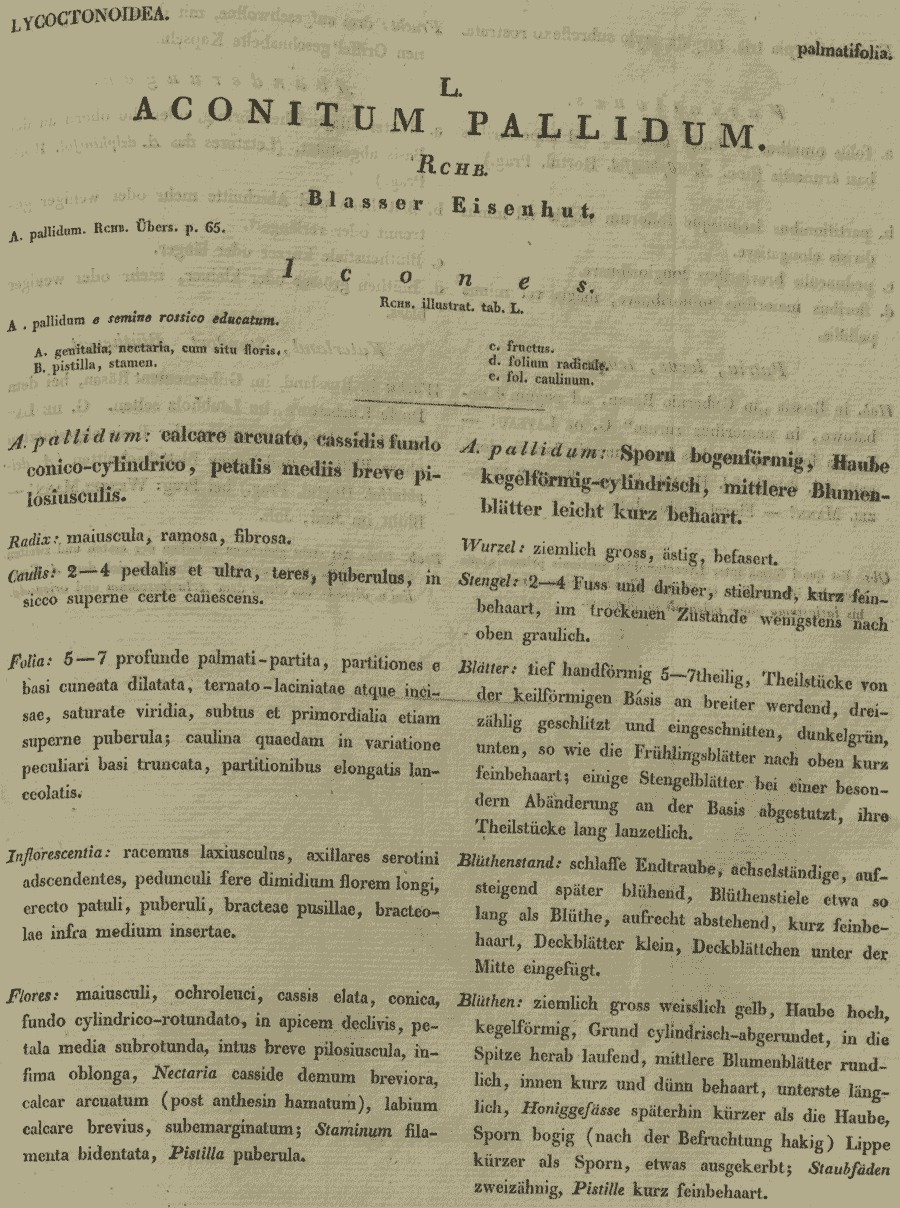 LYCOCTONOIDEA.
palmatifolia.
L.
ACONITUM PALLIDUM.
RCHB.
Blasser Eisenhut.
A. pallidum. RCHB. Übers. p. 65.
Icones.
RCHB. illustrat. tab. L.
A. pallidum e semine rossico educatum.
A. genitalia, nectaria, cum situ floris.
B. pistilla, stamen.
c. fructus.
d. folium radicale.
e. fol. caulinum.
A. pallidum: calcare arcuato, cassidis fundo
conico-cylindrico, petalis mediis breve pi-
losiusculis.
Radix: maiuscula, ramosa, fibrosa.
Caulis: 2—4 pedalis et ultra, teres, puberulus, in
sicco superne certe canescens.
Folia: 5—7 profunde palmati-partita, partitiones e
basi cuneata dilatata, ternato-laciniatae atque inci-
sae, saturate viridia, subtus et primordialia etiam
superne puberula; caulina quaedam in variatione
peculiari basi truncata, partitionibus elongatis lan-
ceolatis.
Inflorescentia: racemus laxiusculus, axillares serotini
adscendentes, pedunculi fere dimidium florem longi,
erecto patuli, puberuli, bracteae pusillae, bracteo-
lae infra medium insertae.
Flores: maiusculi, ochroleuci, cassis elata, conica,
fundo cylindrico-rotundato, in apicem declivis, pe-
tala media subrotunda, intus breve pilosiuscula, in-
fima oblonga, Nectaria casside demum breviora,
calcar arcuatum (post anthesin hamatum), labium
calcare brevius, subemarginatum; Staminum fila-
menta bidentata, Pistilla puberula.
A. pallidum: Sporn bogenförmig, Haube
kegelförmig-cylindrisch, mittlere Blumen-
blätter leicht kurz behaart.
Wurzel: ziemlich gross, ästig, befasert.
Stengel: 2—4 Fuss und drüber, stielrund, kurz fein-
behaart, im trockenen Zustande wenigstens nach
oben graulich.
Blätter: tief handförmig 5—7theilig, Theilstücke von
der keilförmigen Basis an breiter werdend, drei-
zählig geschlitzt und eingeschnitten, dunkelgrün,
unten, so wie die Frühlingsblätter nach oben kurz
feinbehaart; einige Stengelblätter bei einer beson-
dern Abänderung an der Basis abgestutzt, ihre
Theilstücke lang lanzetlich.
Blüthenstand: schlaffe Endtraube, achselständige, auf-
steigend später blühend, Blüthenstiele etwa so
lang als Blüthe, aufrecht abstehend, kurz feinbe-
haart, Deckblätter klein, Deckblättchen unter der
Mitte eingefügt.
Blüthen: ziemlich gross weisslich gelb, Haube hoch,
kegelförmig, Grund cylindrisch-abgerundet, in die
Spitze herab laufend, mittlere Blumenblätter rund-
lich, innen kurz und dünn behaart, unterste läng-
lich, Honiggefässe späterhin kürzer als die Haube,
Sporn bogig (nach der Befruchtung hakig) Lippe
kürzer als Sporn, etwas ausgekerbt; Staubfäden
zweizähnig, Pistille kurz feinbehaart.